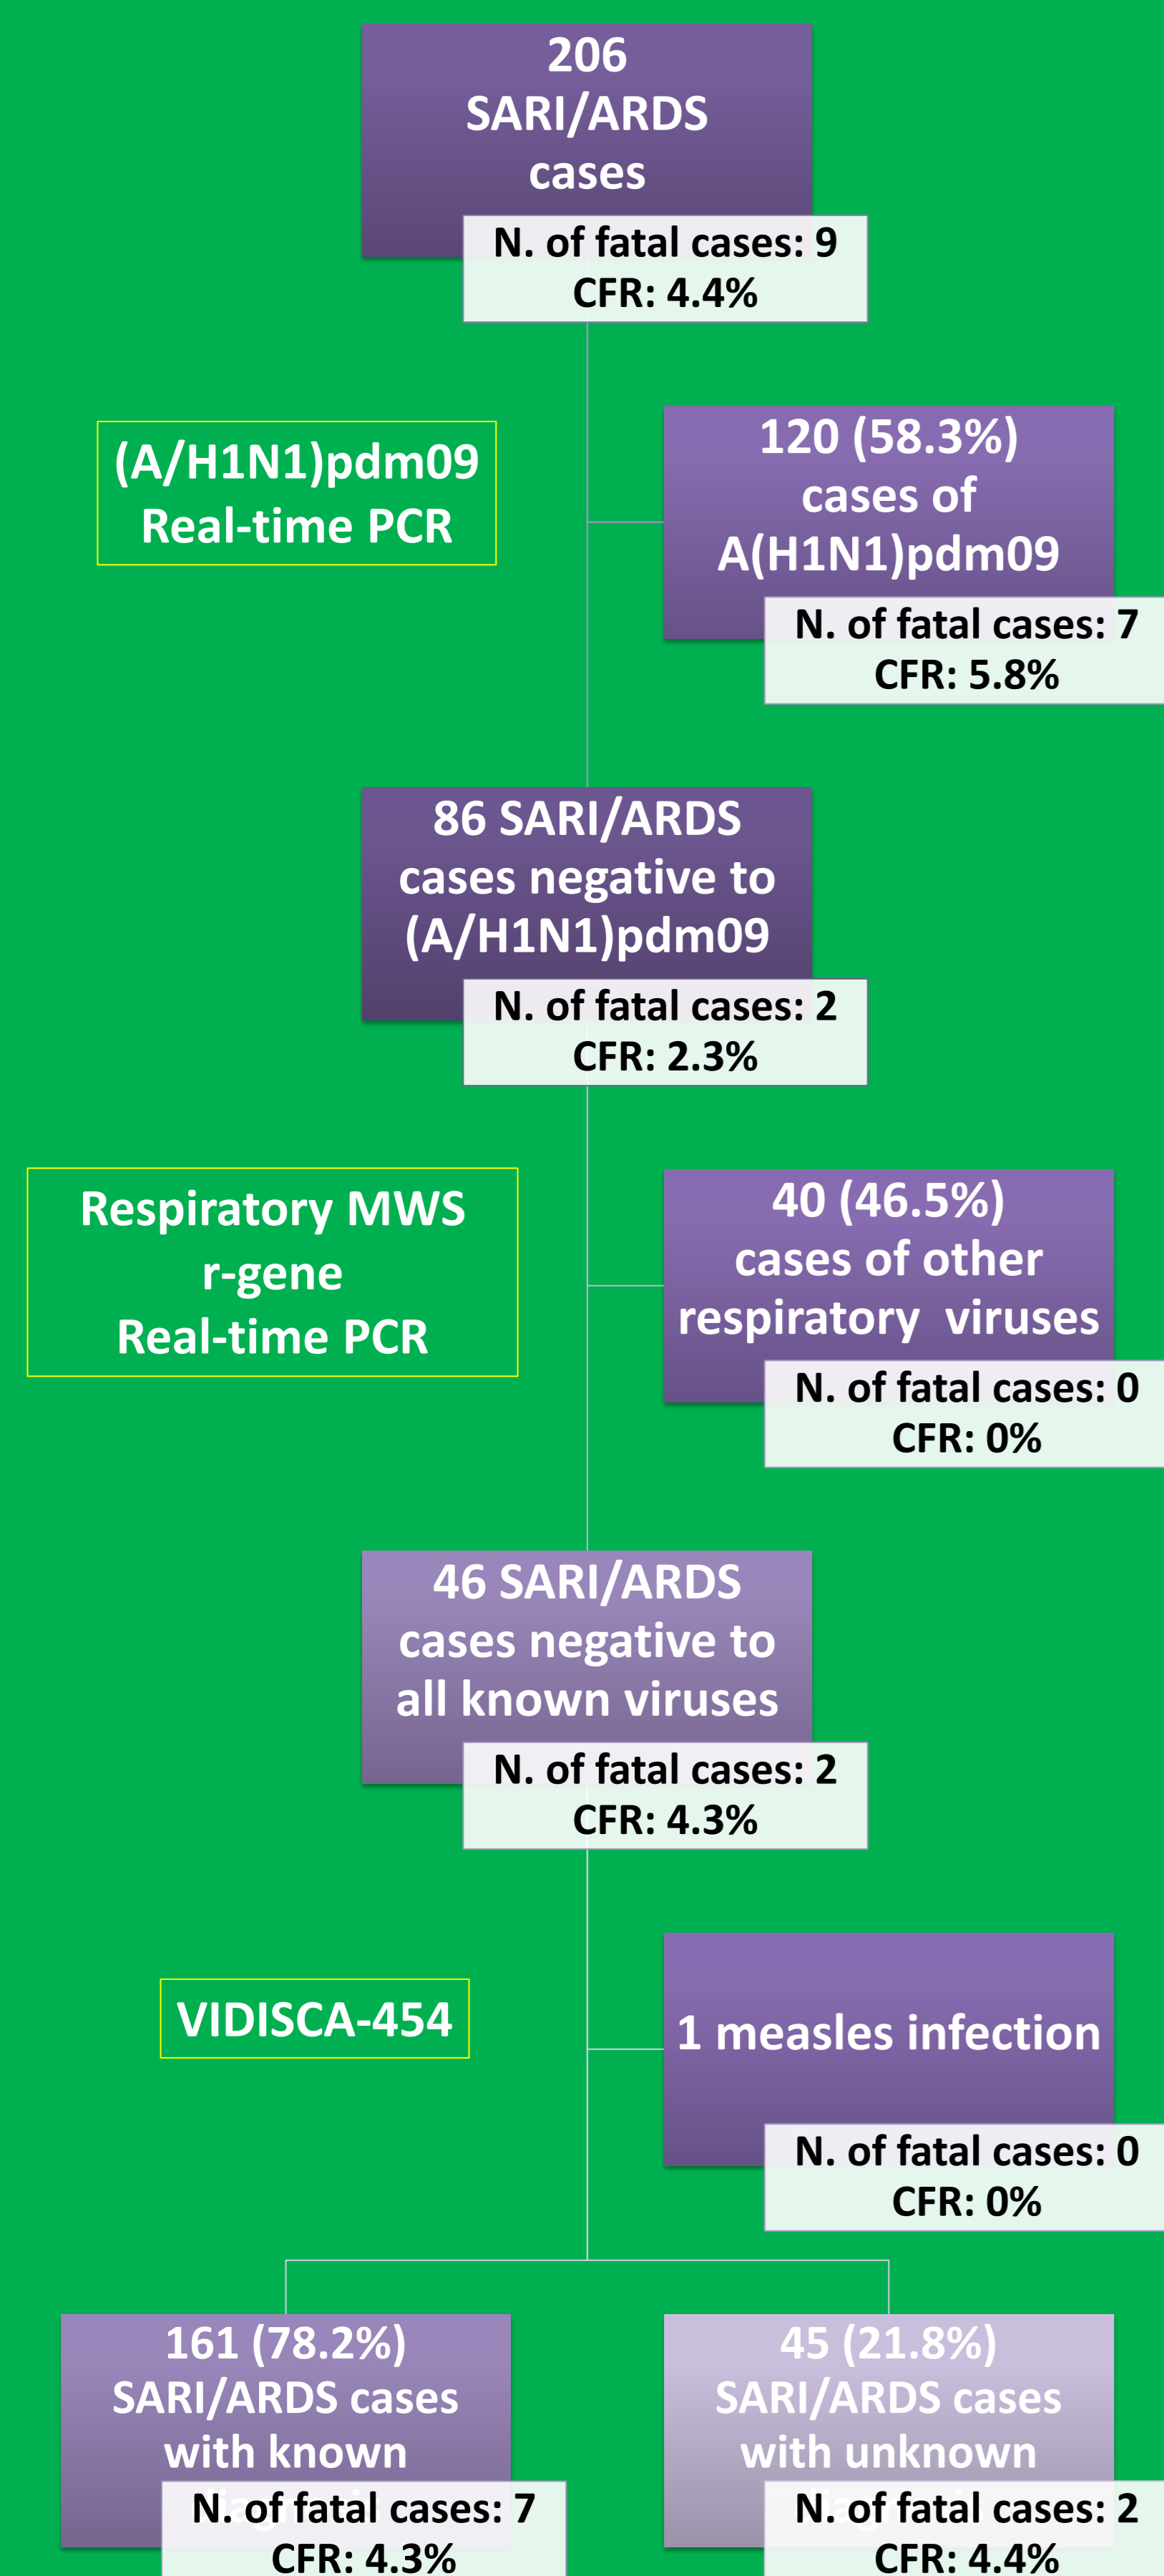 206
SARI/ARDS
cases
N. of fatal cases: 9
CFR: 4.4%
(A/H1N1)pdm09
Real-time PCR
120 (58.3%)
cases of
A(H1N1)pdm09
N. of fatal cases: 7
CFR: 5.8%
86 SARI/ARDS
cases negative to
(A/H1N1)pdm09
N. of fatal cases: 2
CFR: 2.3%
Respiratory MWS
r-gene
Real-time PCR
40 (46.5%)
cases of other
respiratory viruses
N. of fatal cases: 0
CFR: 0%
46 SARI/ARDS
cases negative to
all known viruses
N. of fatal cases: 2
CFR: 4.3%
VIDISCA-454
1 measles infection
N. of fatal cases: 0
CFR: 0%
161 (78.2%)
SARI/ARDS cases
with known
N. of fatal cases: 7
CFR: 4.3%
45 (21.8%)
SARI/ARDS cases
with unknown
N. of fatal cases: 2
CFR: 4.4%